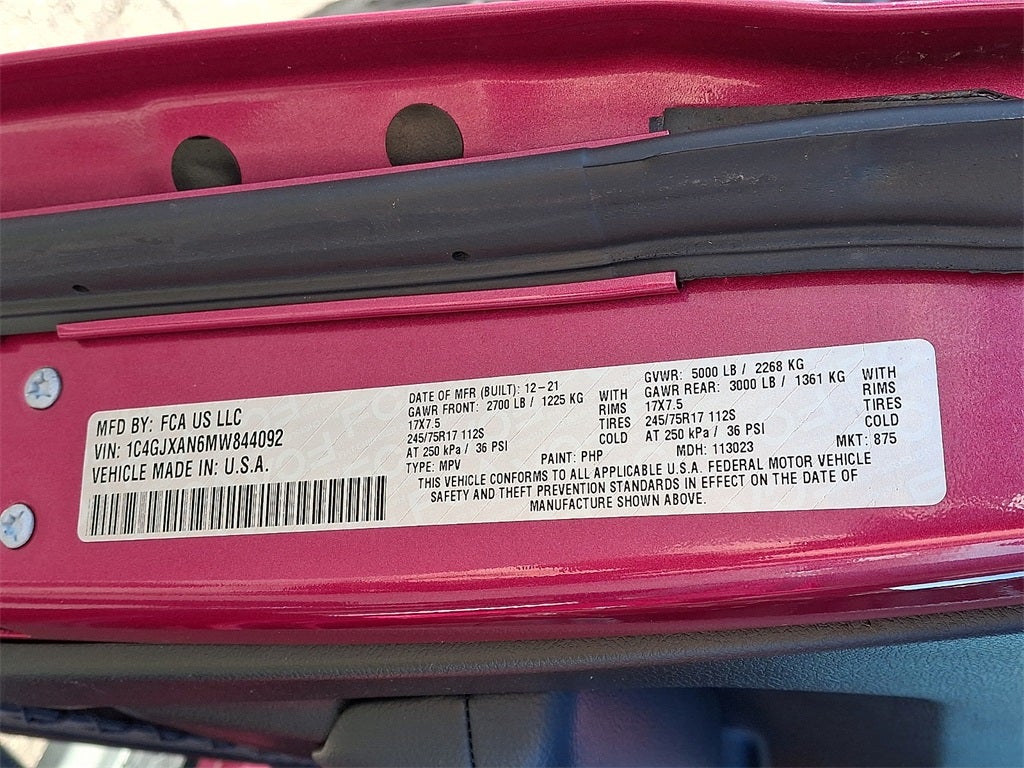 MFD BY: FCA US LLC
VIN: 1C4GJXAN6MW844092
VEHICLE MADE IN: U.S.A.
DATE OF MFR (BUILT): 12-21
GAWR FRONT: 2700 LB / 1225 KG WITH
17X7.5 RIMS
245/75R17 112S TIRES
AT 250 kPa / 36 PSI COLD
TYPE: MPV PAINT: PHP
GVWR: 5000 LB / 2268 KG
GAWR REAR: 3000 LB / 1361 KG WITH
17X7.5 RIMS
245/75R17 112S TIRES
AT 250 kPa / 36 PSI COLD
MDH: 113023 MKT: 875
THIS VEHICLE CONFORMS TO ALL APPLICABLE U.S.A. FEDERAL MOTOR VEHICLE
SAFETY AND THEFT PREVENTION STANDARDS IN EFFECT ON THE DATE OF
MANUFACTURE SHOWN ABOVE.